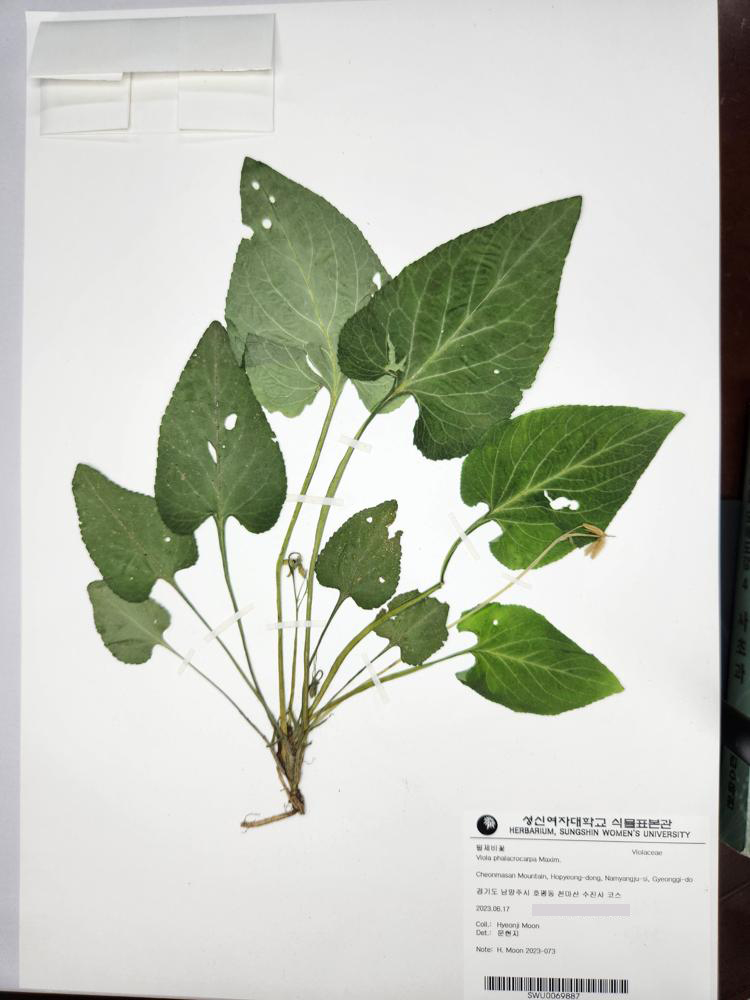 성신여자대학교 식물표본관
HERBARIUM, SUNGSHIN WOMEN'S UNIVERSITY
털제비꽃 Violaceae
Viola phalacrocarpa Maxim.
Cheonmasan Mountain, Hopyeong-dong, Namyangju-si, Gyeonggi-do
경기도 남양주시 호평동 천마산 수진사 코스
2023.06.17
Coll.: Hyeonji Moon
Det.: 문현지
Note: H. Moon 2023-073
SWU0069887